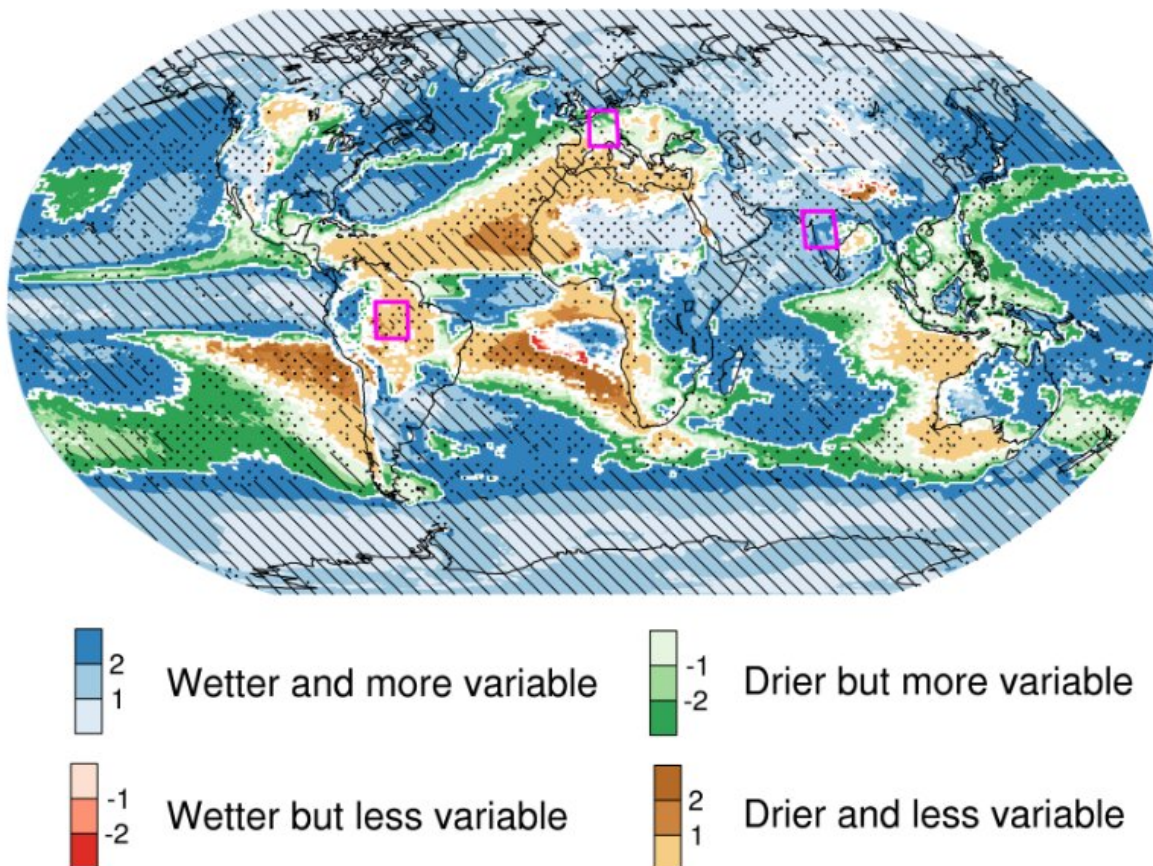 2
1
Wetter and more variable
-1
-2
Drier but more variable
-1
-2
Wetter but less variable
2
1
Drier and less variable